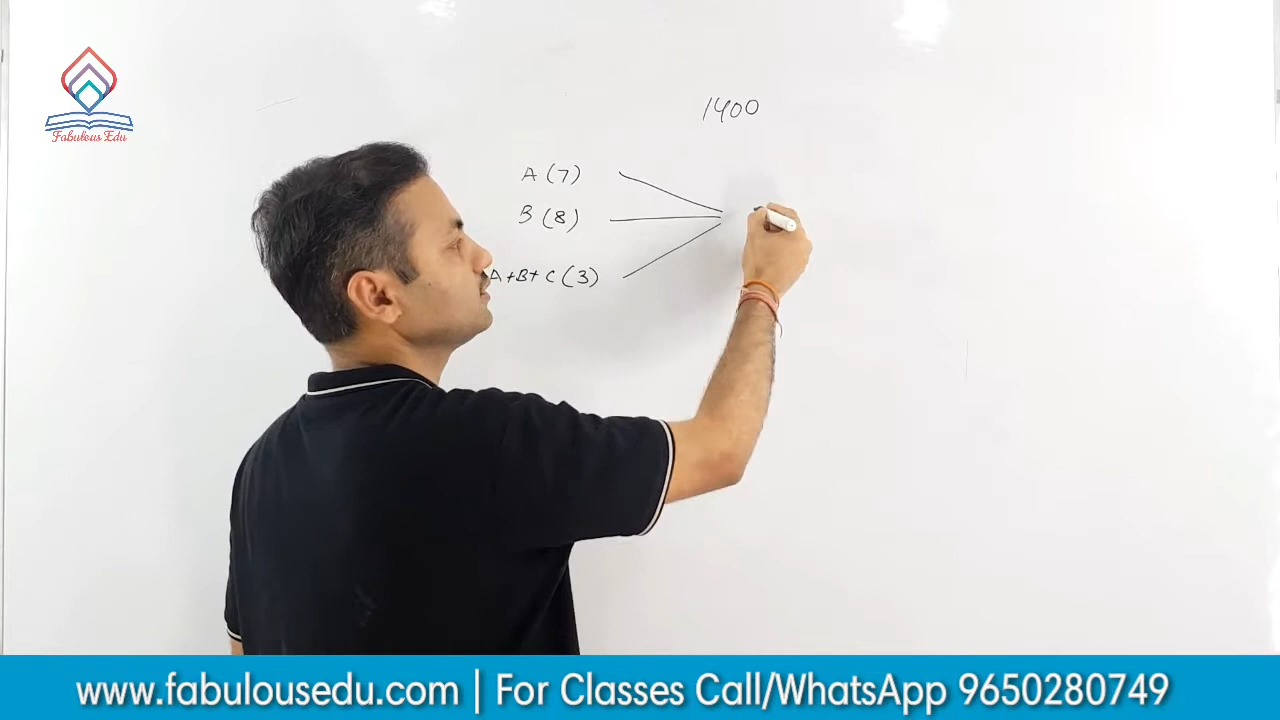 Fabulous Edu
1400
A (7)
B (8)
A+B+C (3)
www.fabulousedu.com | For Classes Call/WhatsApp 9650280749